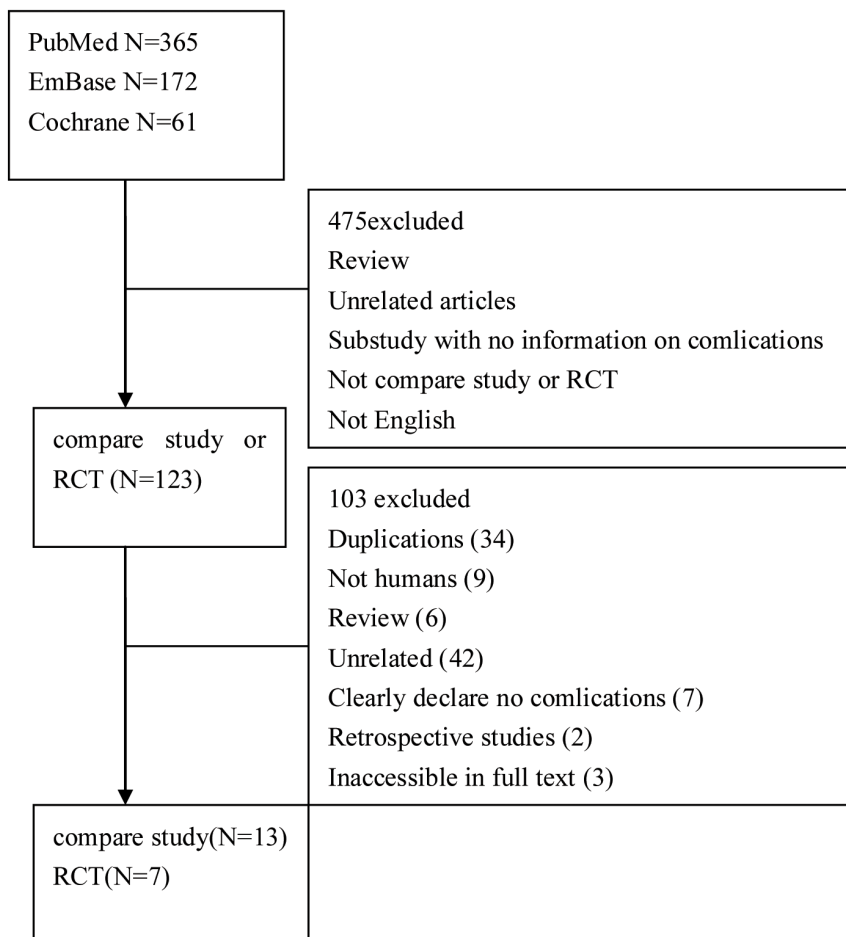 PubMed N=365
EmBase N=172
Cochrane N=61
475excluded
Review
Unrelated articles
Substudy with no information on comlications
Not compare study or RCT
Not English
compare study or
RCT (N=123)
103 excluded
Duplications (34)
Not humans (9)
Review (6)
Unrelated (42)
Clearly declare no comlications (7)
Retrospective studies (2)
Inaccessible in full text (3)
compare study(N=13)
RCT(N=7)